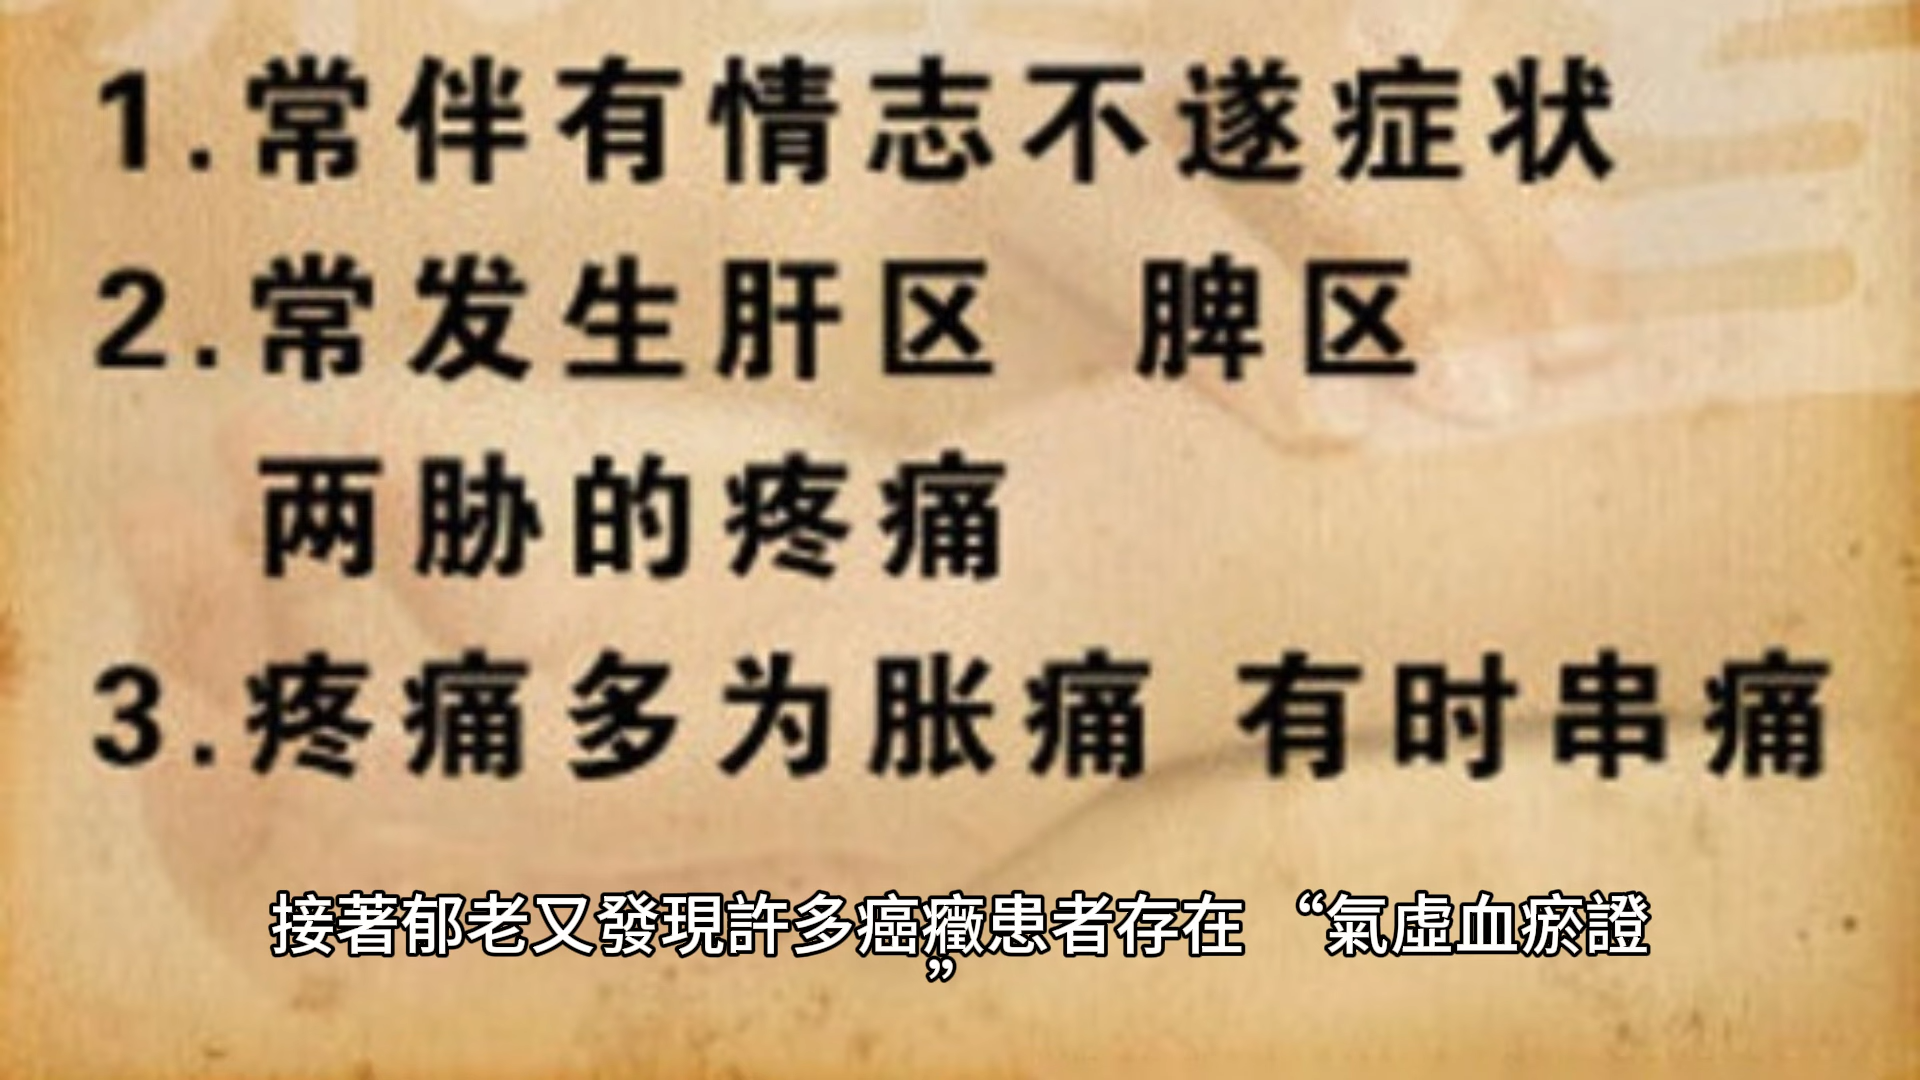 1.常伴有情志不遂症状
2.常发生肝区 脾区
两胁的疼痛
3.疼痛多为胀痛 有时串痛
接著郁老又發現許多癌癥患者存在 “氣虛血瘀證
”